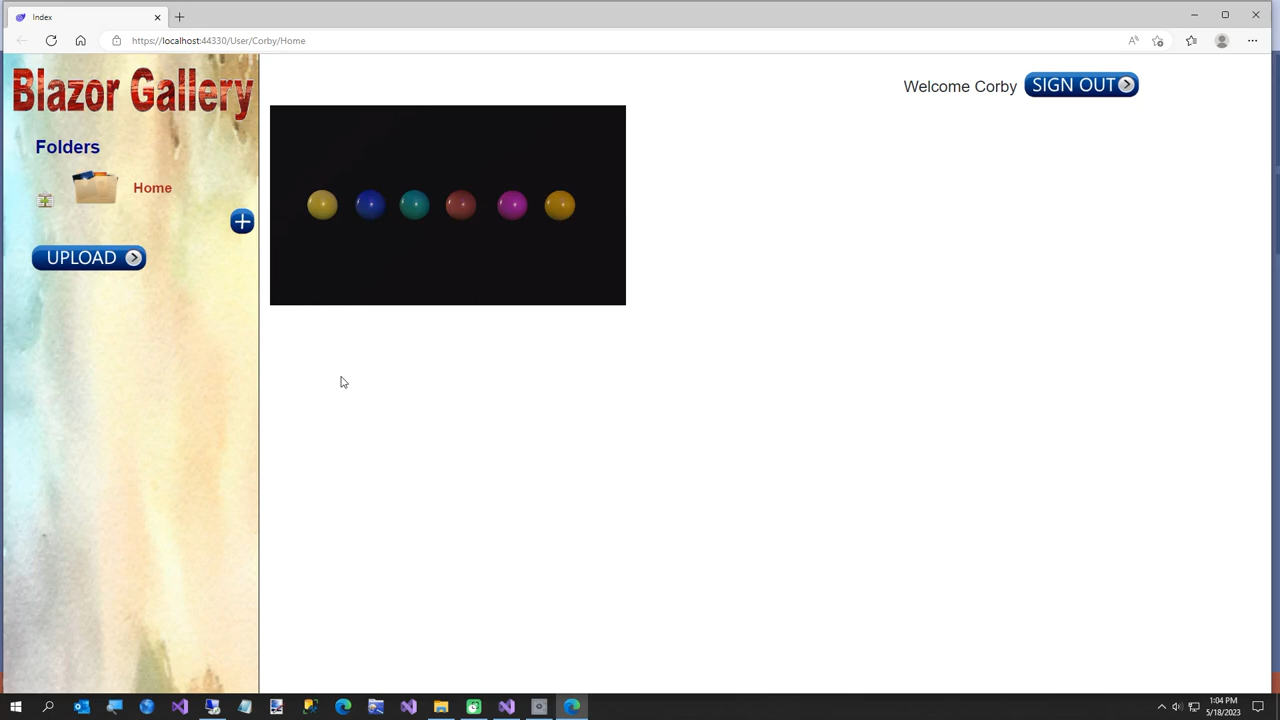 Index
https://localhost:44330/User/Corby/Home
Blazor Gallery
Welcome Corby SIGN OUT
Folders
Home
UPLOAD
1:04 PM
5/18/2023